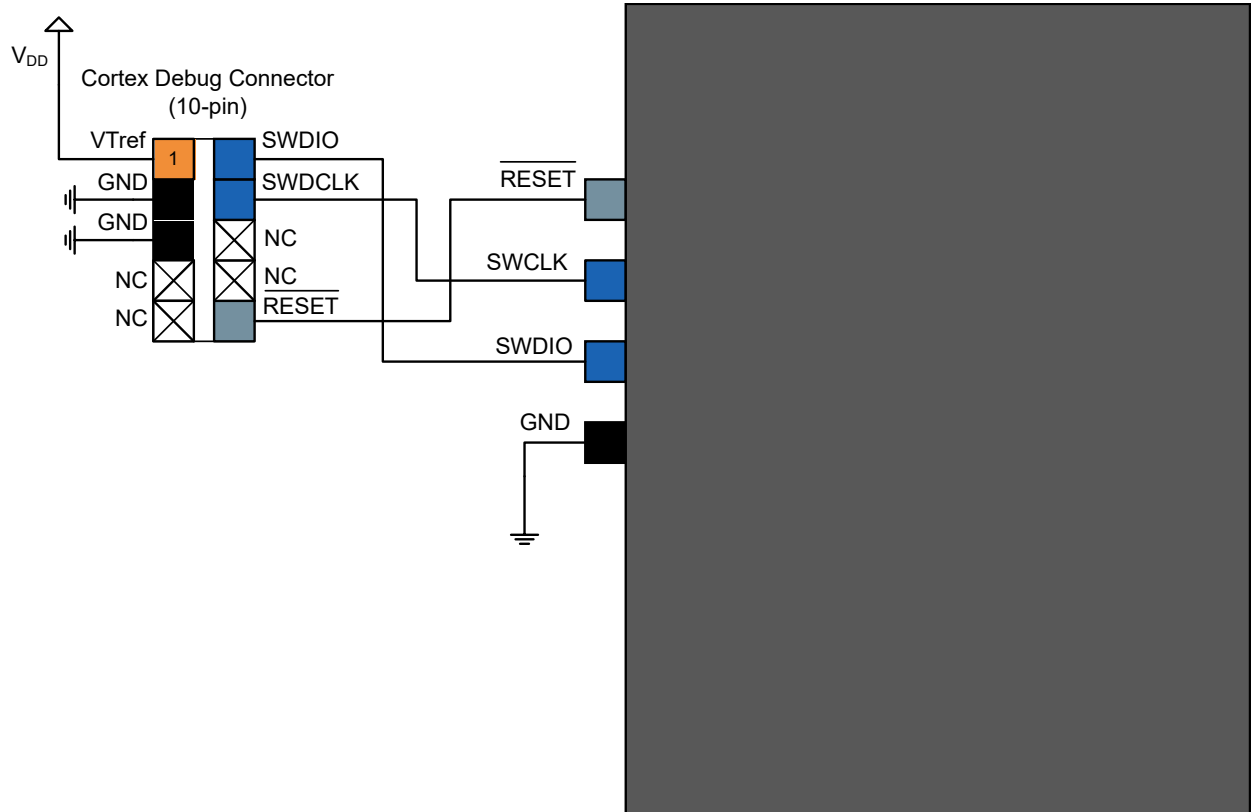 V_DD
Cortex Debug Connector
(10-pin)
VTref
1
SWDIO
GND
SWDCLK
GND
NC
NC
NC
NC
RESET
RESET
SWCLK
SWDIO
GND